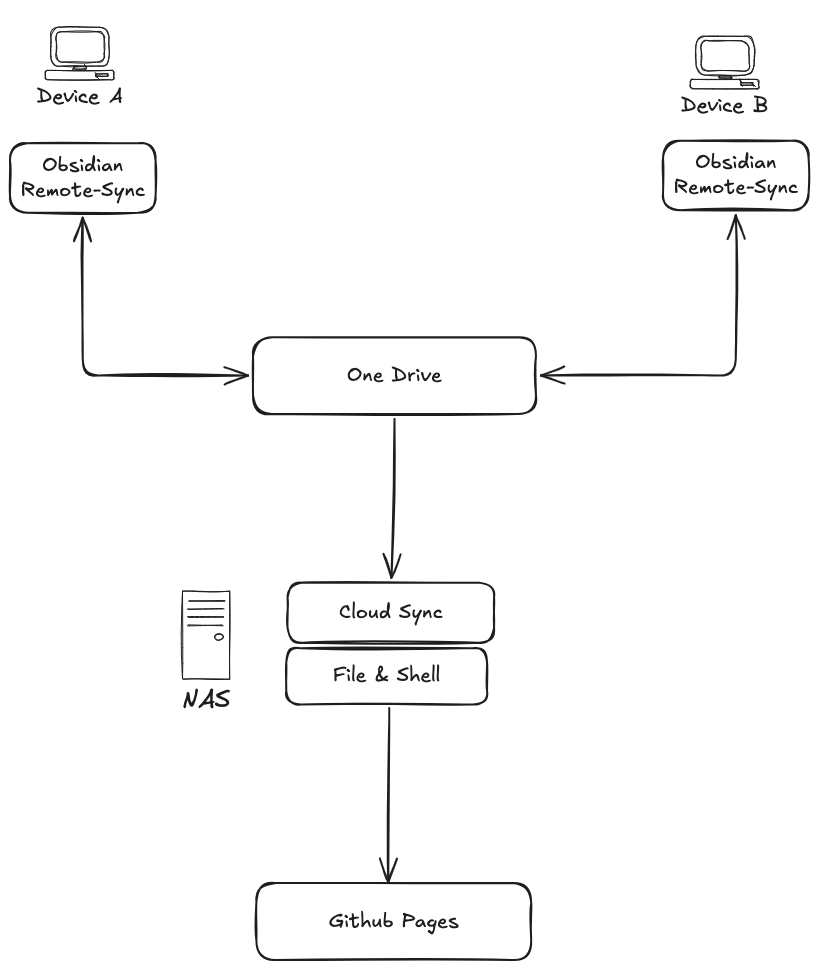 Device A
Device B
Obsidian
Remote-Sync
Obsidian
Remote-Sync
One Drive
Cloud Sync
File & Shell
NAS
Github Pages